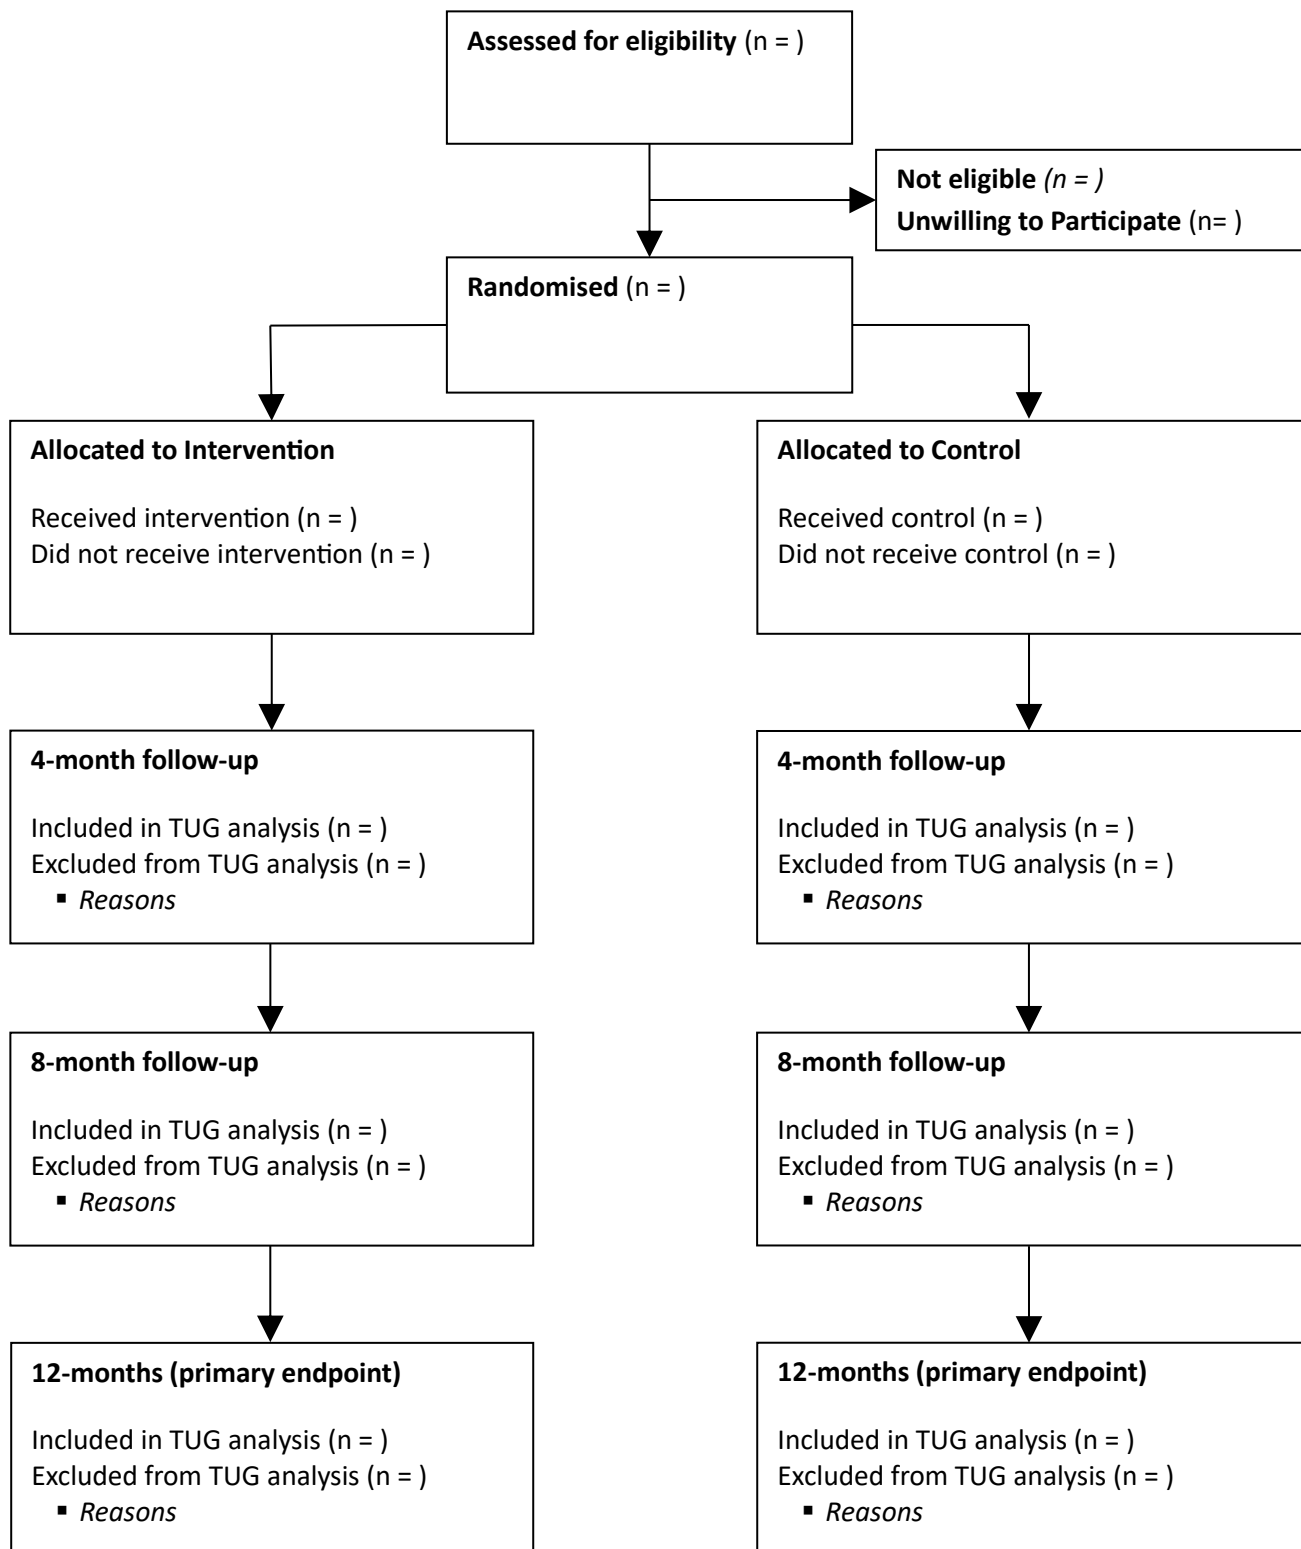 Assessed for eligibility (n = )
Not eligible (n = )
Unwilling to Participate (n= )
Randomised (n = )
Allocated to Intervention
Received intervention (n = )
Did not receive intervention (n = )
Allocated to Control
Received control (n = )
Did not receive control (n = )
4-month follow-up
Included in TUG analysis (n = )
Excluded from TUG analysis (n = )
▪ Reasons
4-month follow-up
Included in TUG analysis (n = )
Excluded from TUG analysis (n = )
▪ Reasons
8-month follow-up
Included in TUG analysis (n = )
Excluded from TUG analysis (n = )
▪ Reasons
8-month follow-up
Included in TUG analysis (n = )
Excluded from TUG analysis (n = )
▪ Reasons
12-months (primary endpoint)
Included in TUG analysis (n = )
Excluded from TUG analysis (n = )
▪ Reasons
12-months (primary endpoint)
Included in TUG analysis (n = )
Excluded from TUG analysis (n = )
▪ Reasons